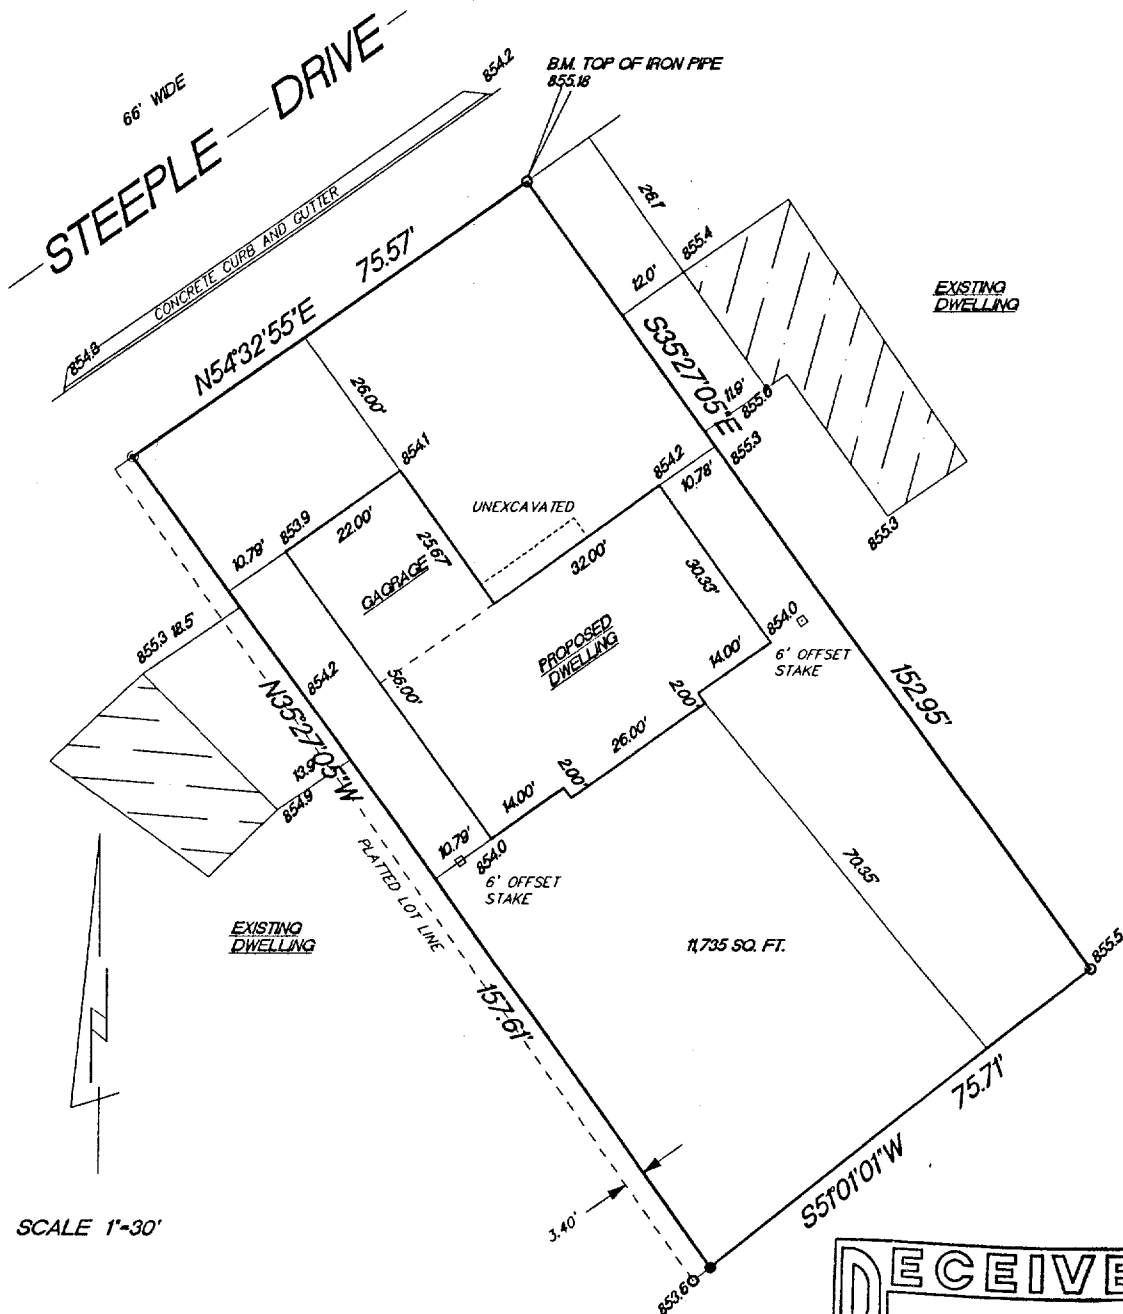 66' WIDE
STEEPLE DRIVE
854.2
B.M. TOP OF IRON PIPE
855.18
CONCRETE CURB AND GUTTER
854.3
N54°32'55"E 75.57'
26.1'
12.0'
855.4
EXISTING
DWELLING
S35°27'05"E
11.9'
855.6
855.3
855.3
26.00'
854.1
854.2
10.78'
UNEXCAVATED
10.79'
853.9
22.00'
25.67'
GAGRAGE
32.00'
30.33'
PROPOSED
DWELLING
854.0
6' OFFSET
STAKE
14.00'
2.00'
855.3
18.5'
854.2
N35°27'05"W
56.00'
26.00'
152.95'
13.9'
854.9
2.00'
14.00'
PLATTED LOT LINE
10.79'
854.0
6' OFFSET
STAKE
EXISTING
DWELLING
70.35'
11,735 SQ. FT.
855.5
157.61'
75.71'
S51°01'01"W
3.40'
SCALE 1"=30'
853.6
DECEIVE